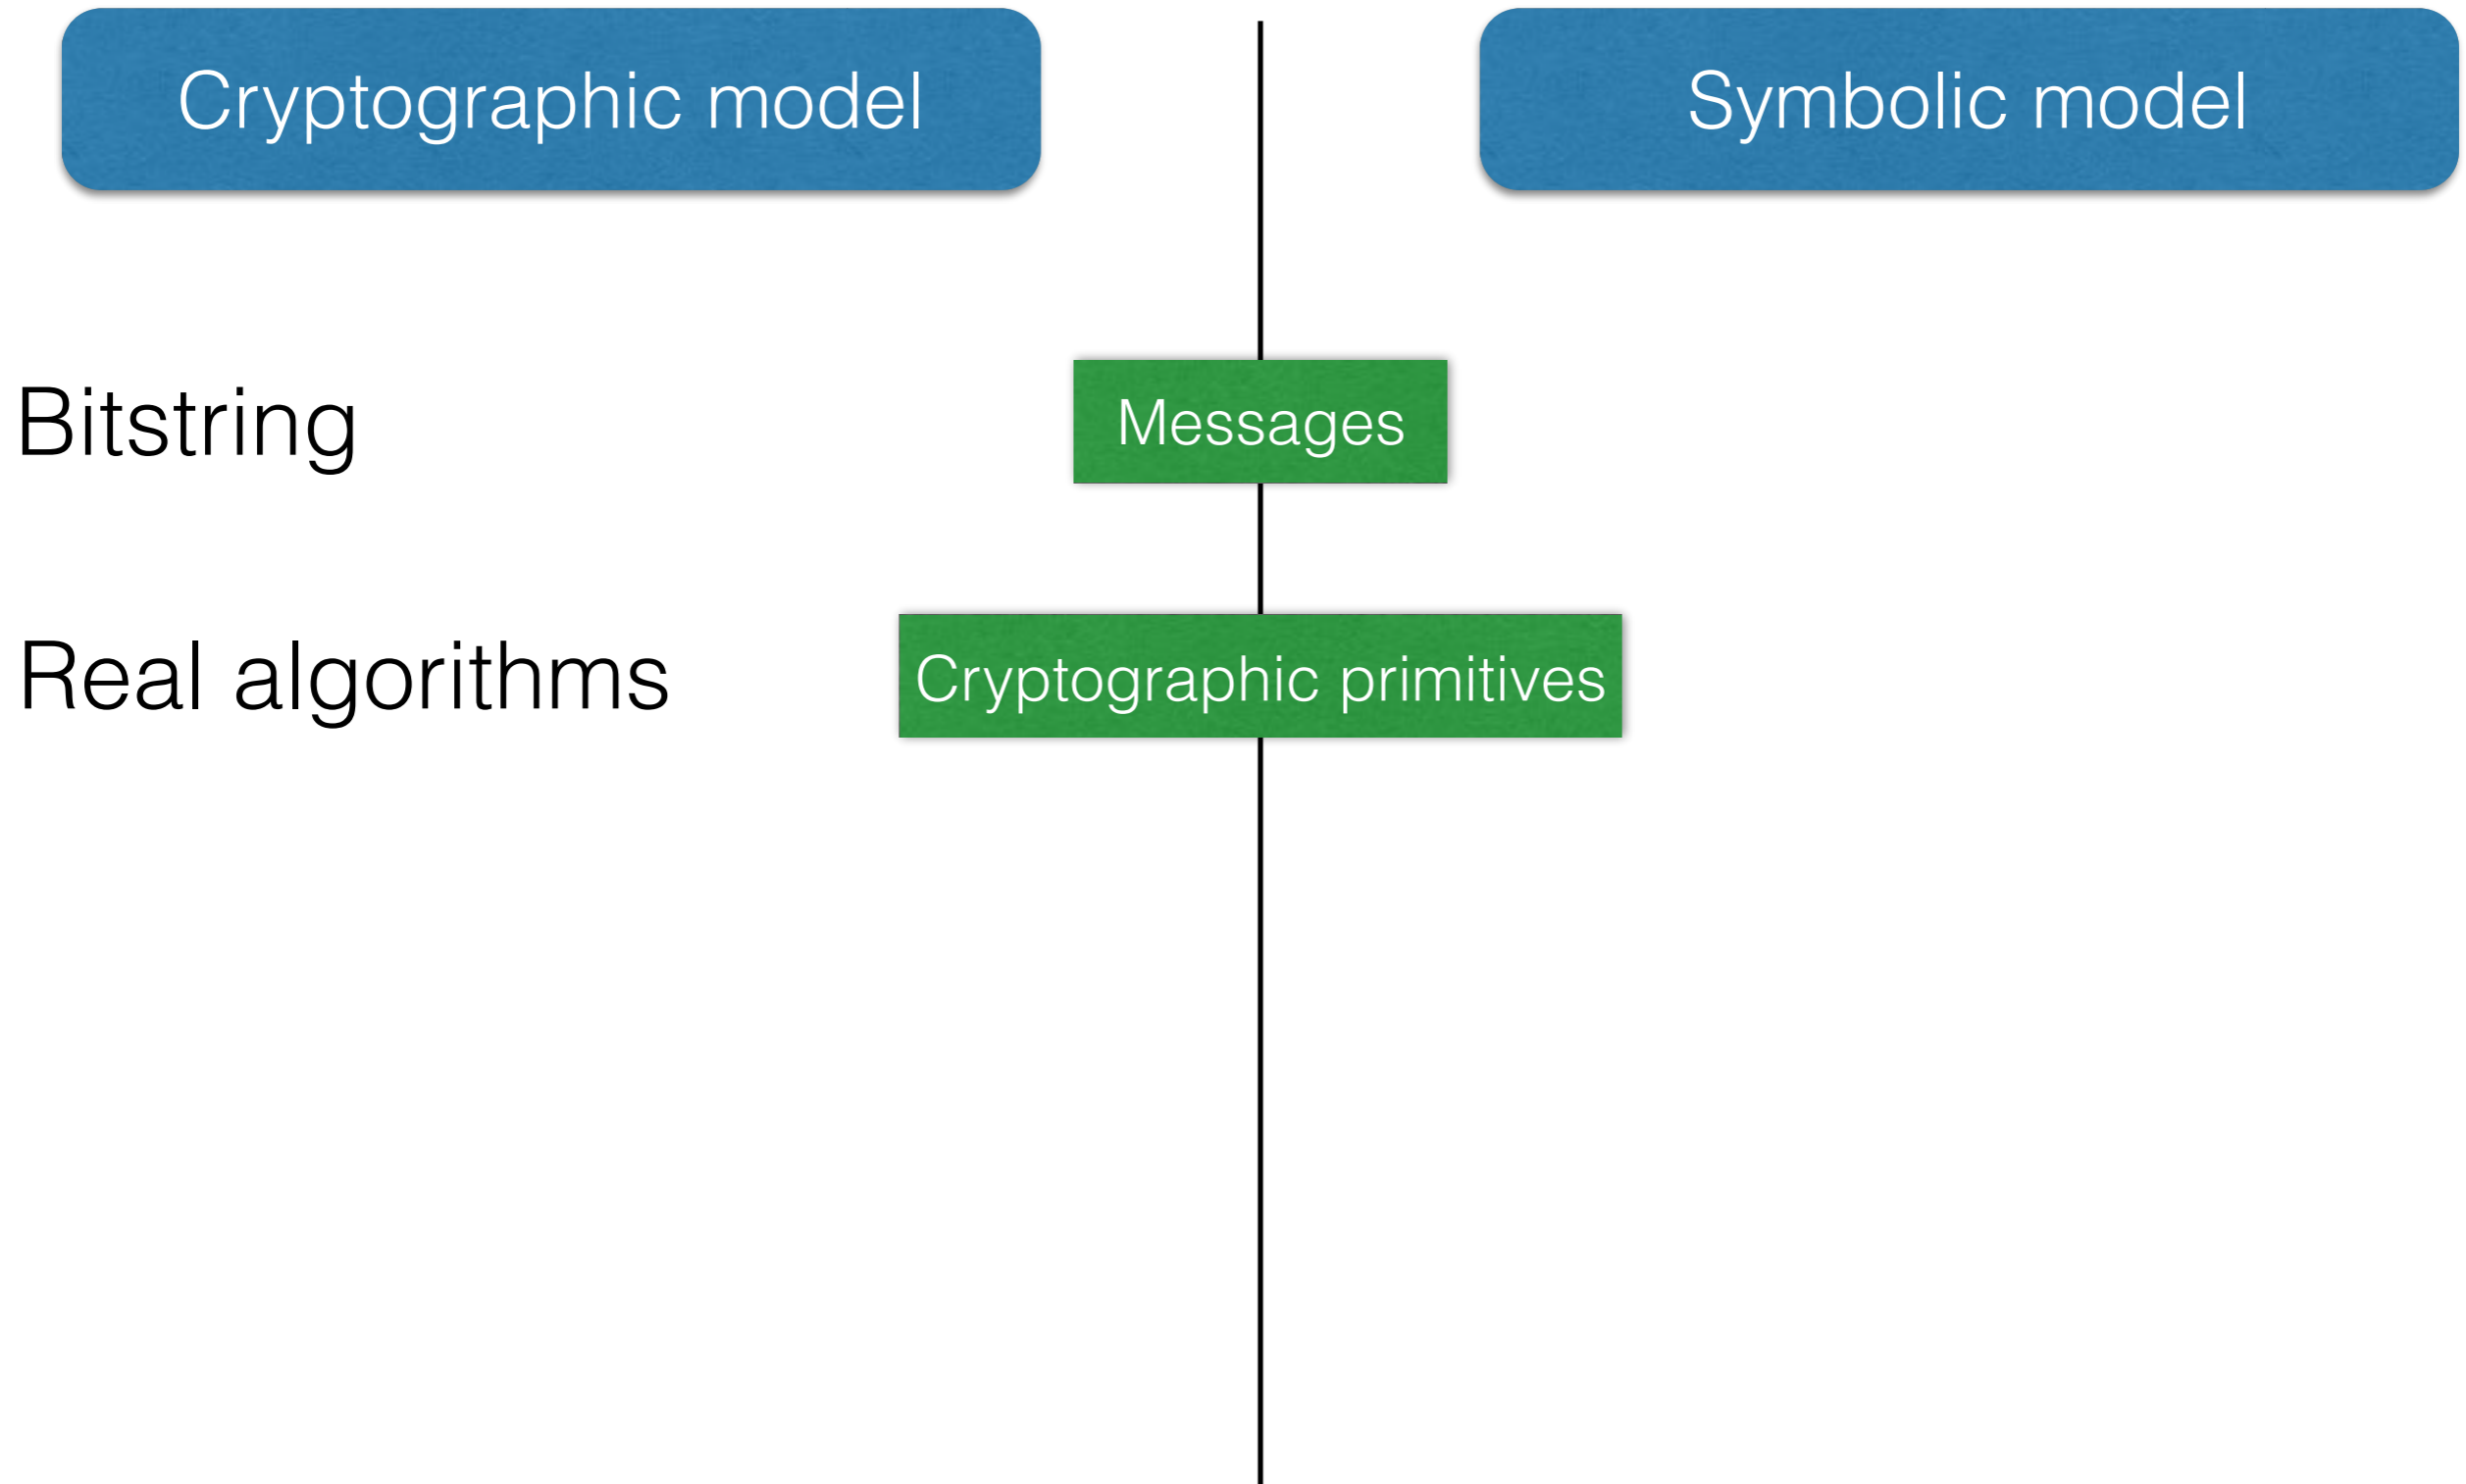 Cryptographic model
Symbolic model
Bitstring
Messages
Real algorithms
Cryptographic primitives